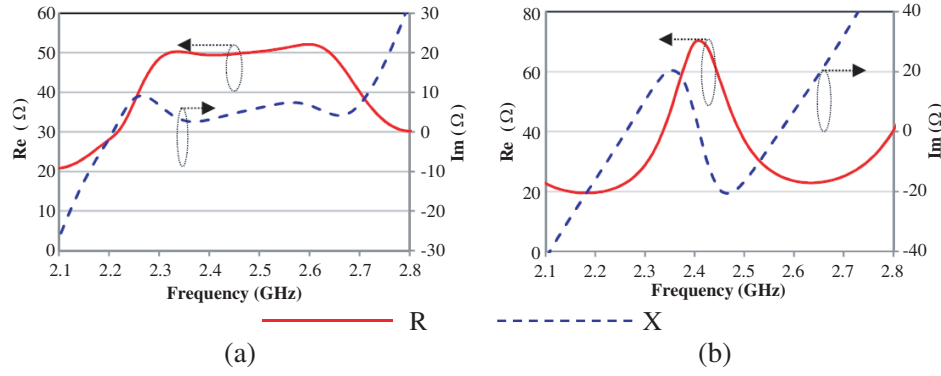 60 50 40 30 20 10 0
Re (Ω)
30 20 10 0 -10 -20 -30
Im (Ω)
2.1 2.2 2.3 2.4 2.5 2.6 2.7 2.8
Frequency (GHz)
80 60 40 20 0
Re (Ω)
40 20 0 -20 -40
Im (Ω)
2.1 2.2 2.3 2.4 2.5 2.6 2.7 2.8
Frequency (GHz)
R X
(a) (b)